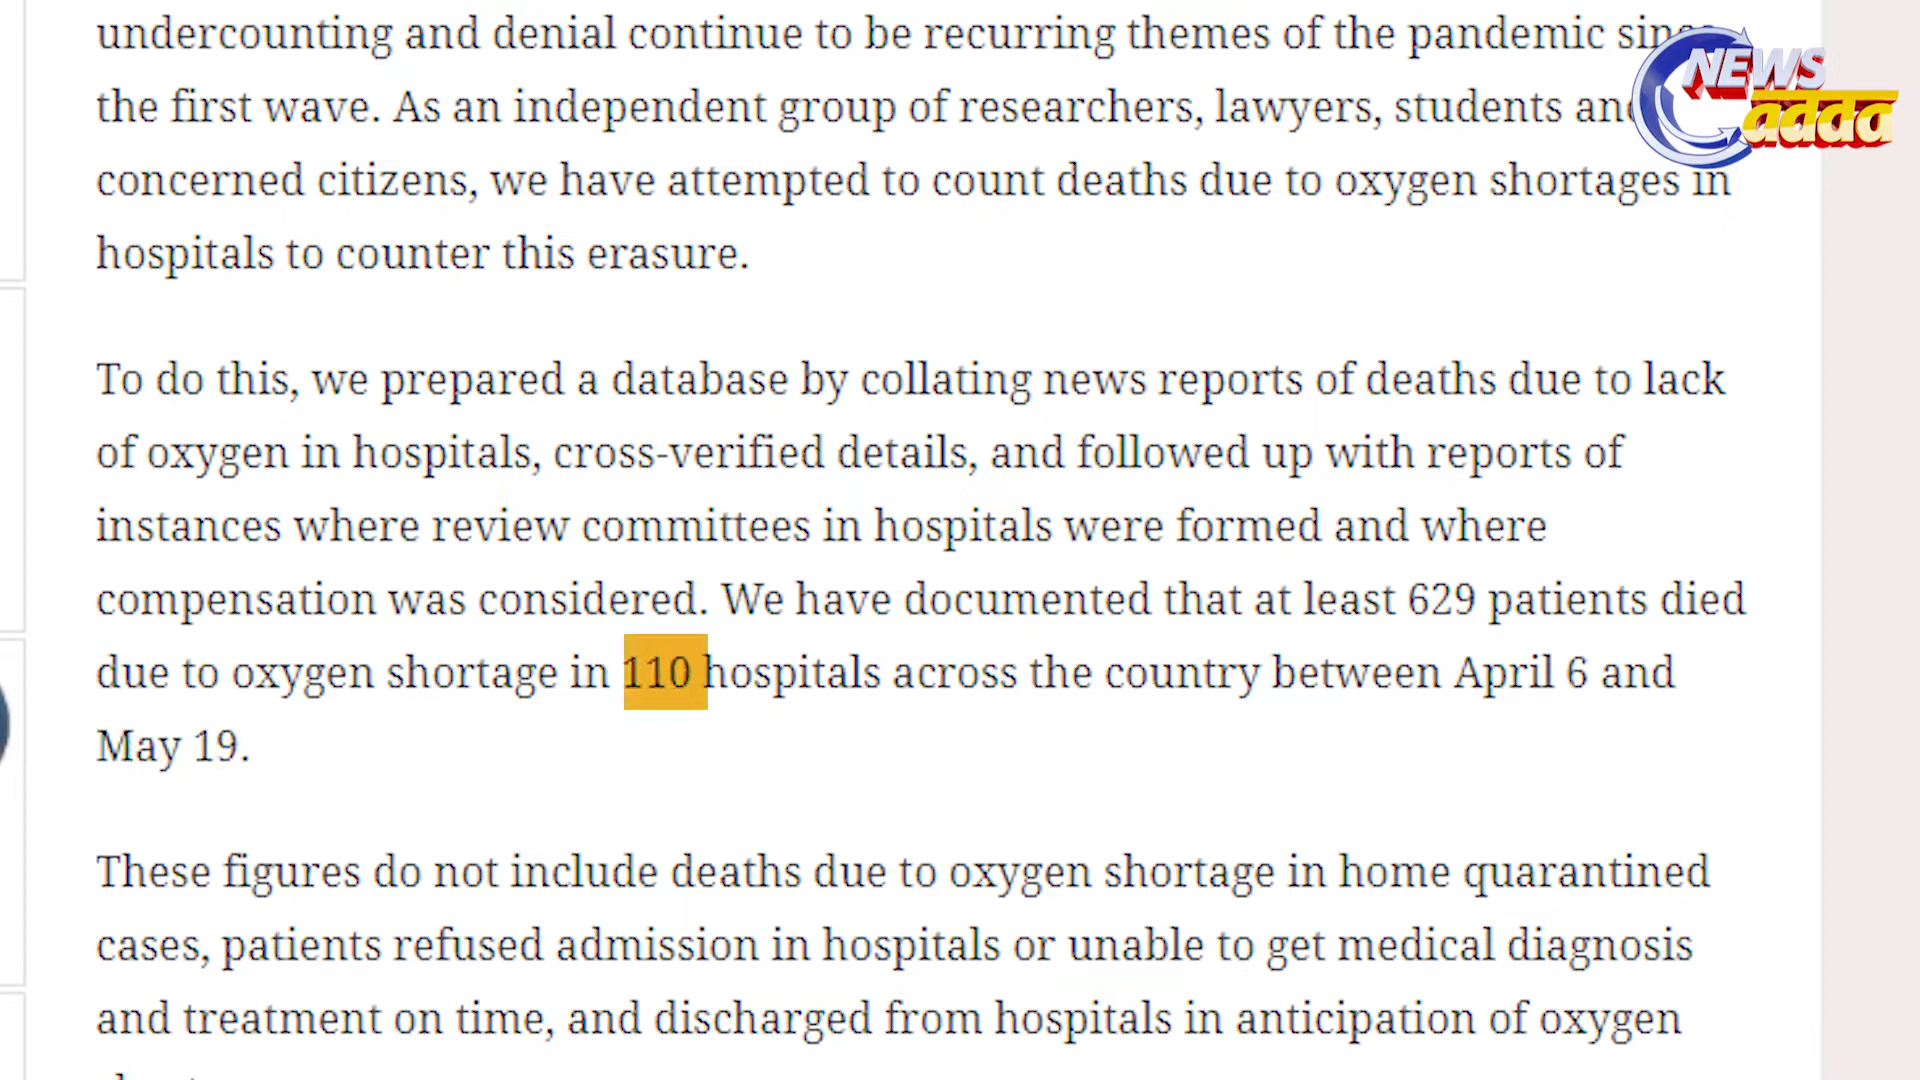 undercounting and denial continue to be recurring themes of the pandemic since
the first wave. As an independent group of researchers, lawyers, students and
concerned citizens, we have attempted to count deaths due to oxygen shortages in
hospitals to counter this erasure.
To do this, we prepared a database by collating news reports of deaths due to lack
of oxygen in hospitals, cross-verified details, and followed up with reports of
instances where review committees in hospitals were formed and where
compensation was considered. We have documented that at least 629 patients died
due to oxygen shortage in 110 hospitals across the country between April 6 and
May 19.
These figures do not include deaths due to oxygen shortage in home quarantined
cases, patients refused admission in hospitals or unable to get medical diagnosis
and treatment on time, and discharged from hospitals in anticipation of oxygen
NEWS
adda